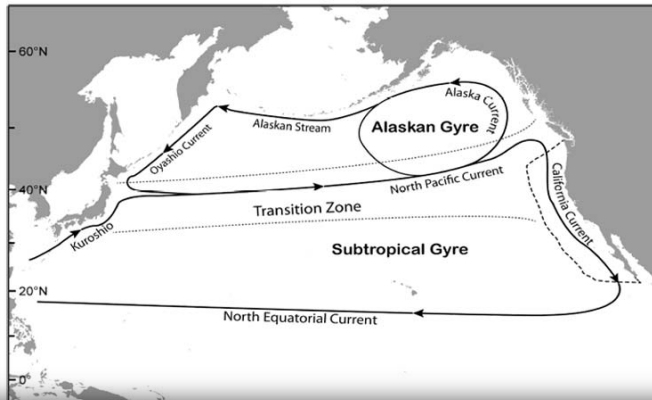 60°N
Alaska Current
Alaskan Stream
Alaskan Gyre
Oyashio Current
40°N
North Pacific Current
Transition Zone
California Current
Kuroshio
Subtropical Gyre
20°N
North Equatorial Current
0°